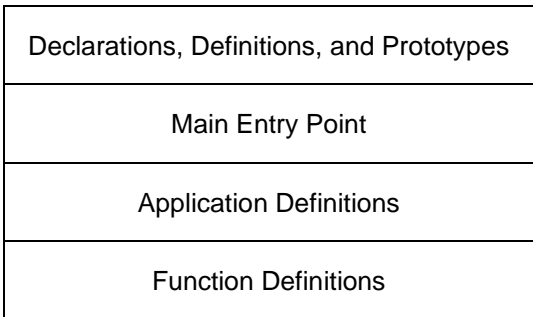 Declarations, Definitions, and Prototypes
Main Entry Point
Application Definitions
Function Definitions